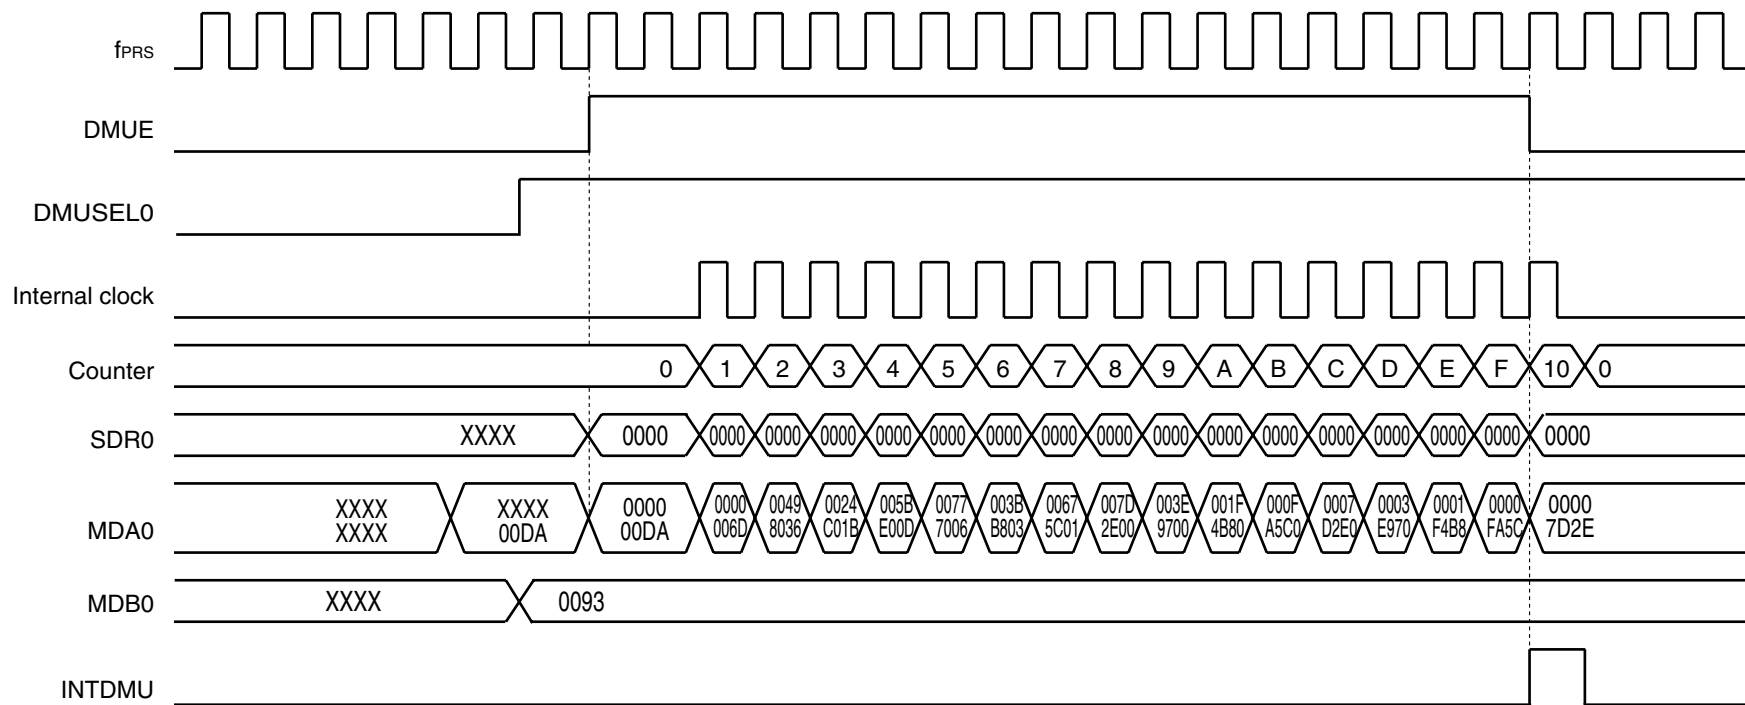 fPRS
DMUE
DMUSEL0
Internal clock
Counter 0 1 2 3 4 5 6 7 8 9 A B C D E F 10 0
SDR0 XXXX 0000 0000 0000 0000 0000 0000 0000 0000 0000 0000 0000 0000 0000 0000 0000 0000 0000
XXXX XXXX 0000 0000 0049 0024 005B 0077 003B 0067 007D 003E 001F 000F 0007 0003 0001 0000 0000
MDA0 XXXX 00DA 00DA 006D 8036 C01B E00D 7006 B803 5C01 2E00 9700 4B80 A5C0 D2E0 E970 F4B8 FA5C 7D2E
MDB0 XXXX 0093
INTDMU